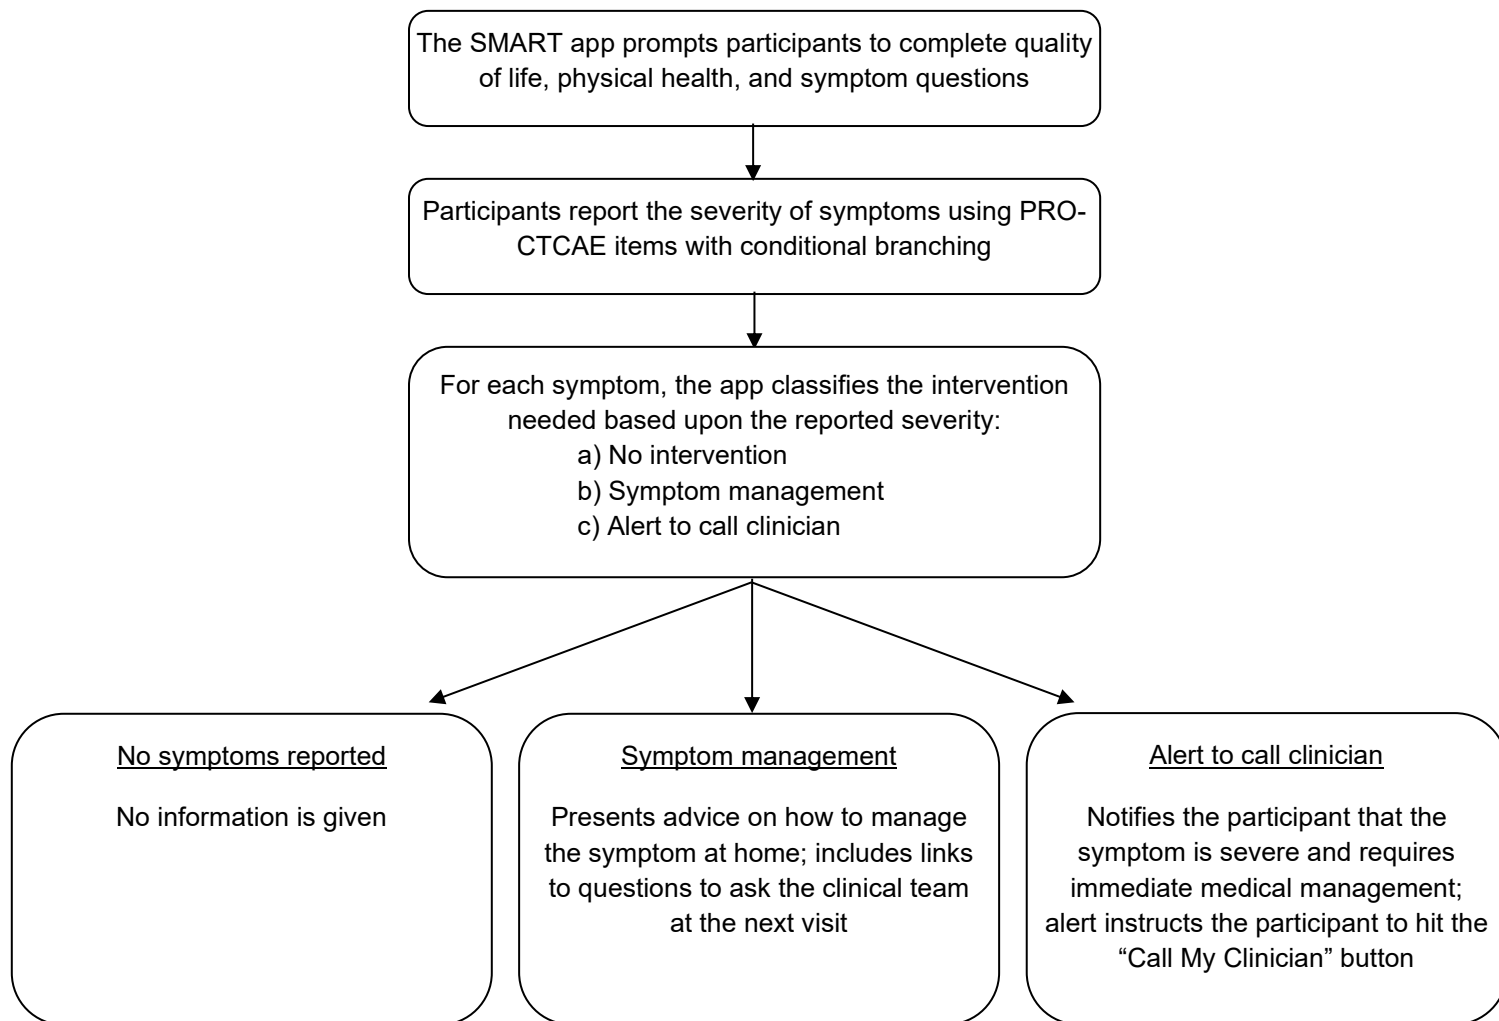 The SMART app prompts participants to complete quality
of life, physical health, and symptom questions
Participants report the severity of symptoms using PRO-
CTCAE items with conditional branching
For each symptom, the app classifies the intervention
needed based upon the reported severity:
a) No intervention
b) Symptom management
c) Alert to call clinician
No symptoms reported
No information is given
Symptom management
Presents advice on how to manage
the symptom at home; includes links
to questions to ask the clinical team
at the next visit
Alert to call clinician
Notifies the participant that the
symptom is severe and requires
immediate medical management;
alert instructs the participant to hit the
“Call My Clinician” button